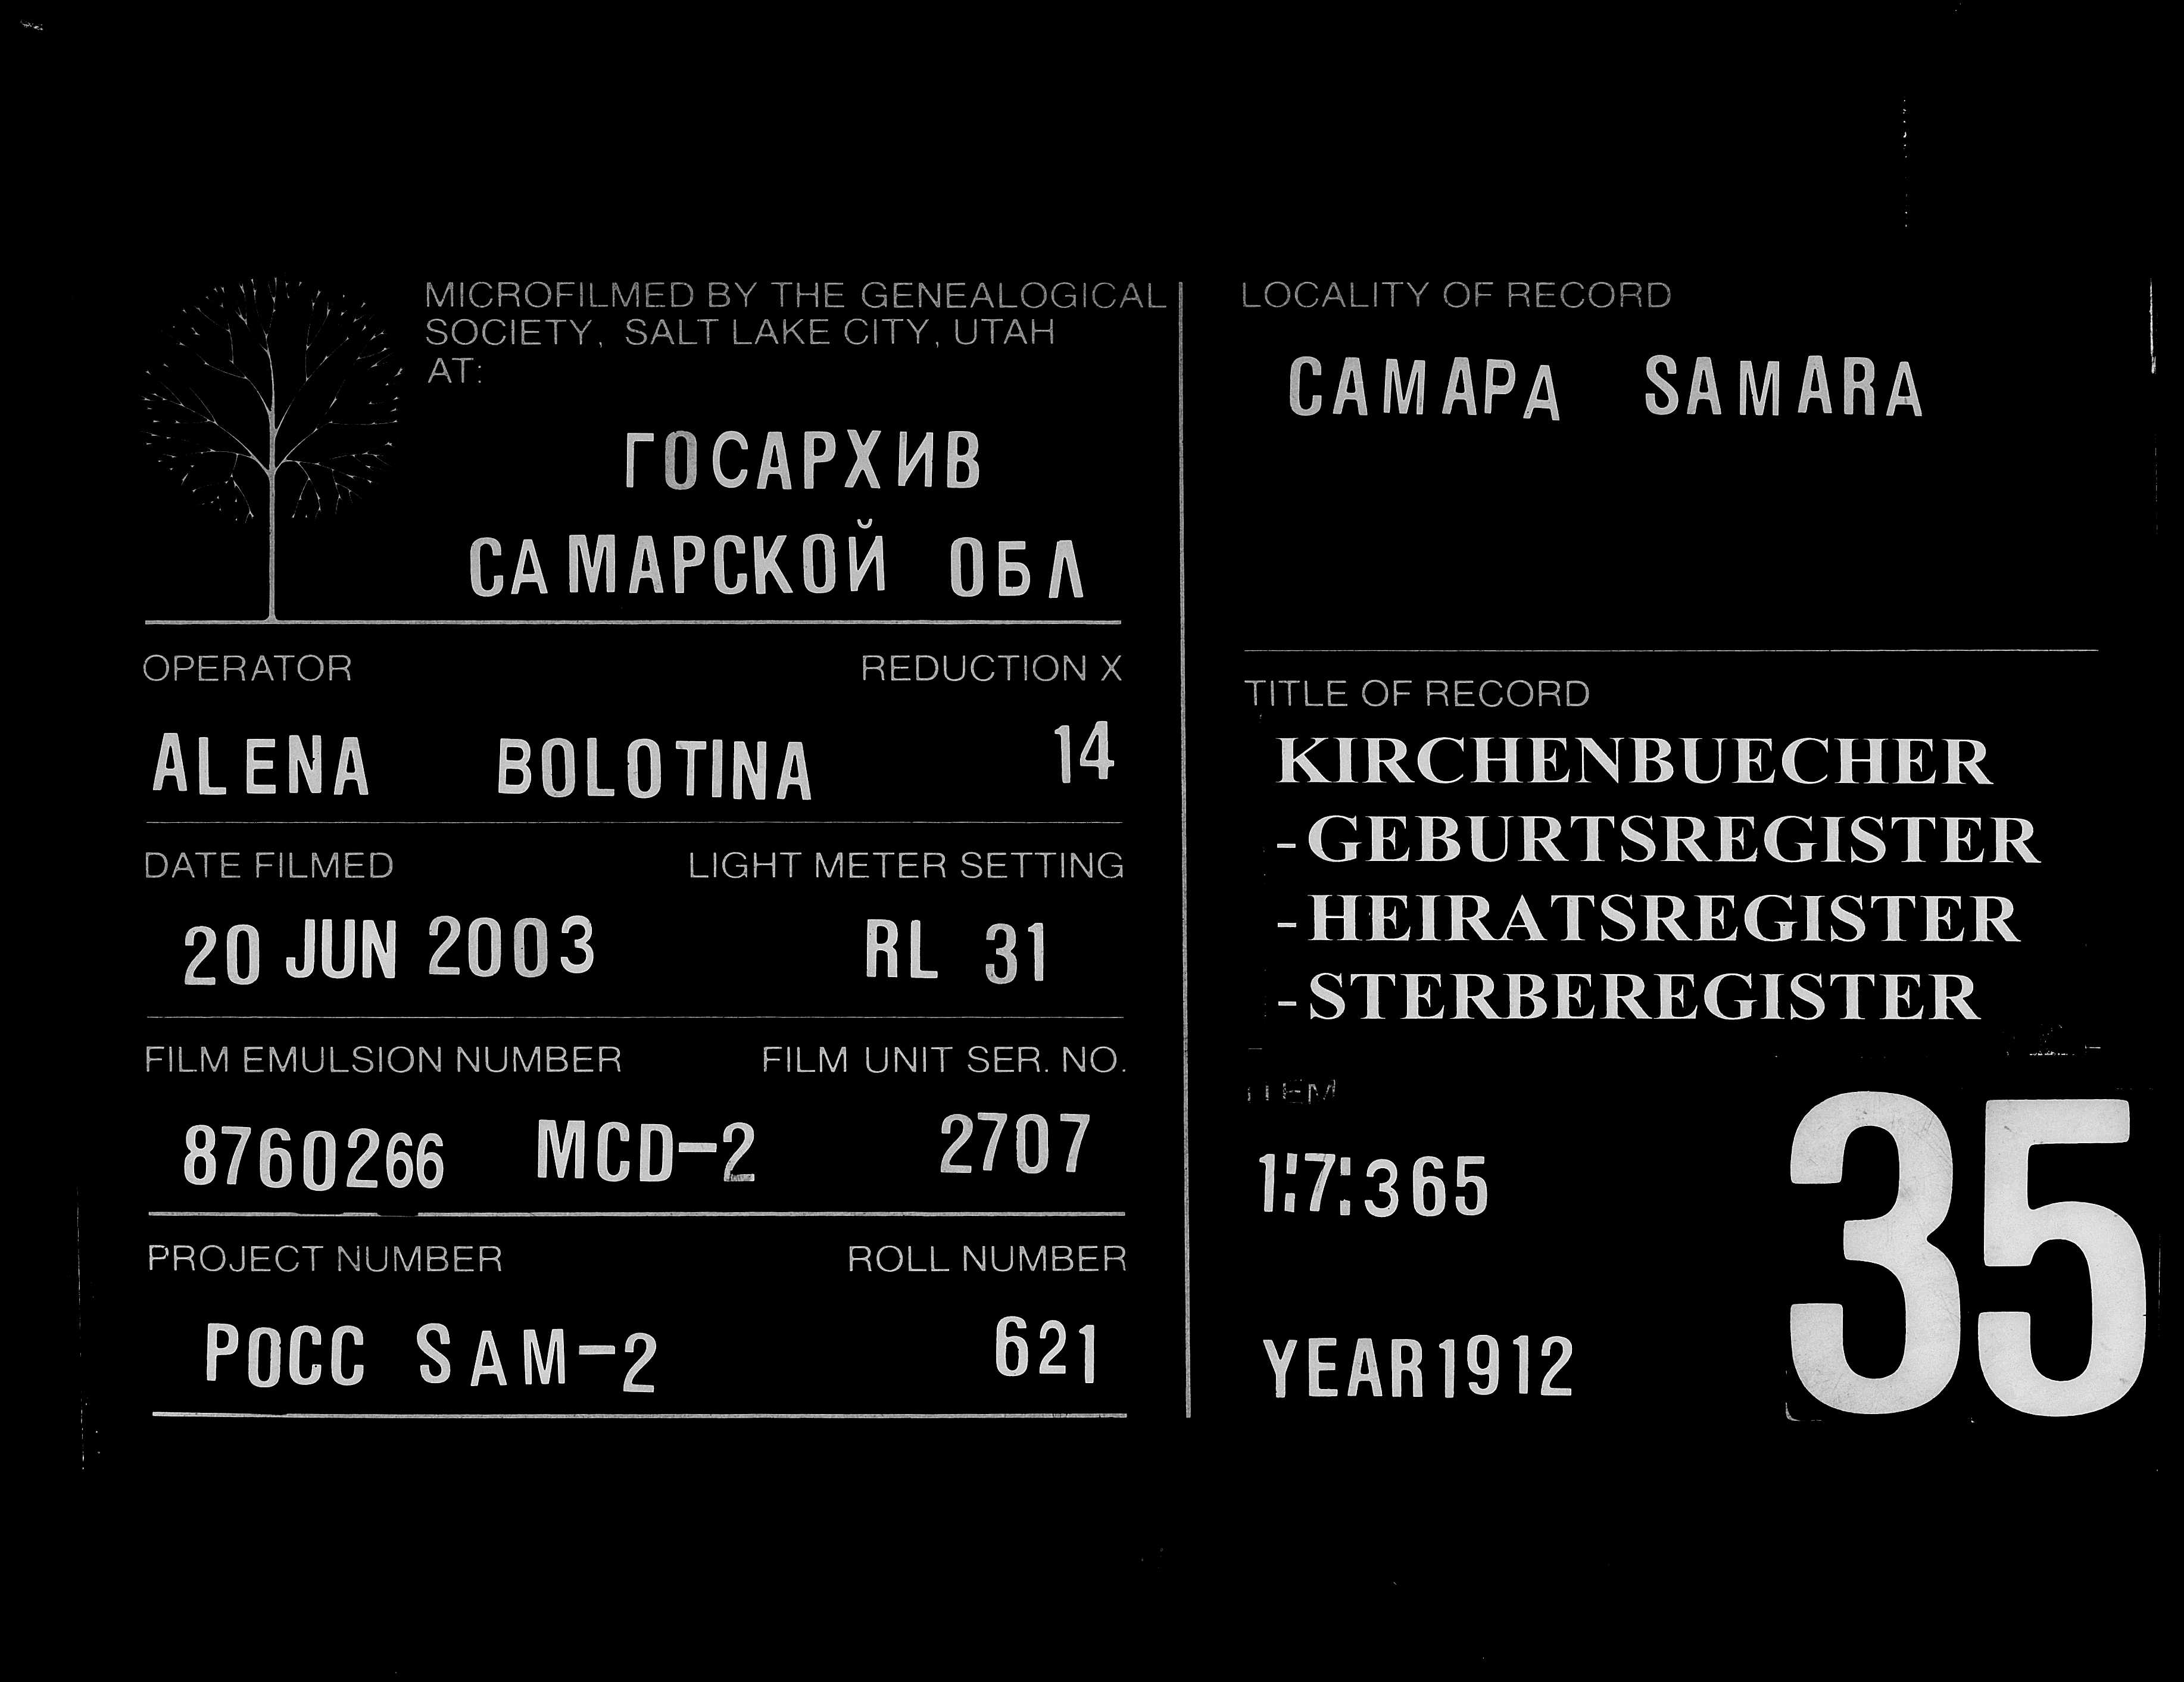 MICROFILMED BY THE GENEALOGICAL
SOCIETY, SALT LAKE CITY, UTAH
AT:
ГОСАРХИВ
САМАРСКОЙ ОБЛ
OPERATOR REDUCTION X
ALENA BOLOTINA 14
DATE FILMED LIGHT METER SETTING
20 JUN 2003 RL 31
FILM EMULSION NUMBER FILM UNIT SER. NO.
8760266 MCD-2 2707
PROJECT NUMBER ROLL NUMBER
РОСС SAM-2 621
LOCALITY OF RECORD
САМАРА SAMARA
TITLE OF RECORD
KIRCHENBUECHER
-GEBURTSREGISTER
-HEIRATSREGISTER
-STERBEREGISTER
ITEM
1:7:365
35
YEAR1912